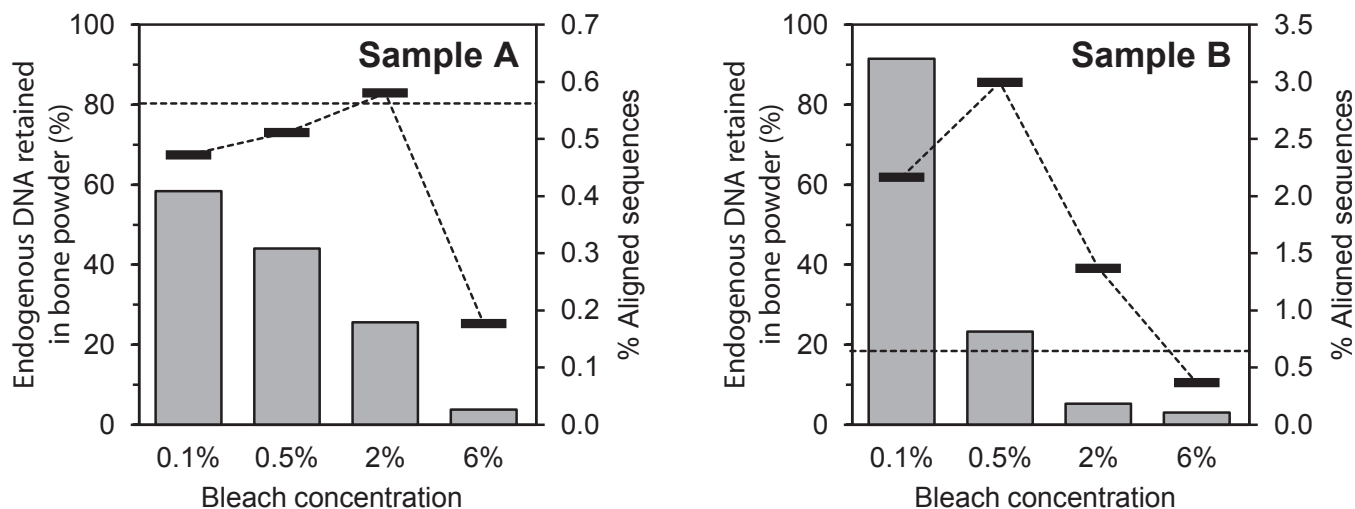 Sample A
Endogenous DNA retained
in bone powder (%)
100
80
60
40
20
0
0.7
0.6
0.5
0.4
0.3
0.2
0.1
0.0
% Aligned sequences
0.1% 0.5% 2% 6%
Bleach concentration
Sample B
Endogenous DNA retained
in bone powder (%)
100
80
60
40
20
0
3.5
3.0
2.5
2.0
1.5
1.0
0.5
0.0
% Aligned sequences
0.1% 0.5% 2% 6%
Bleach concentration